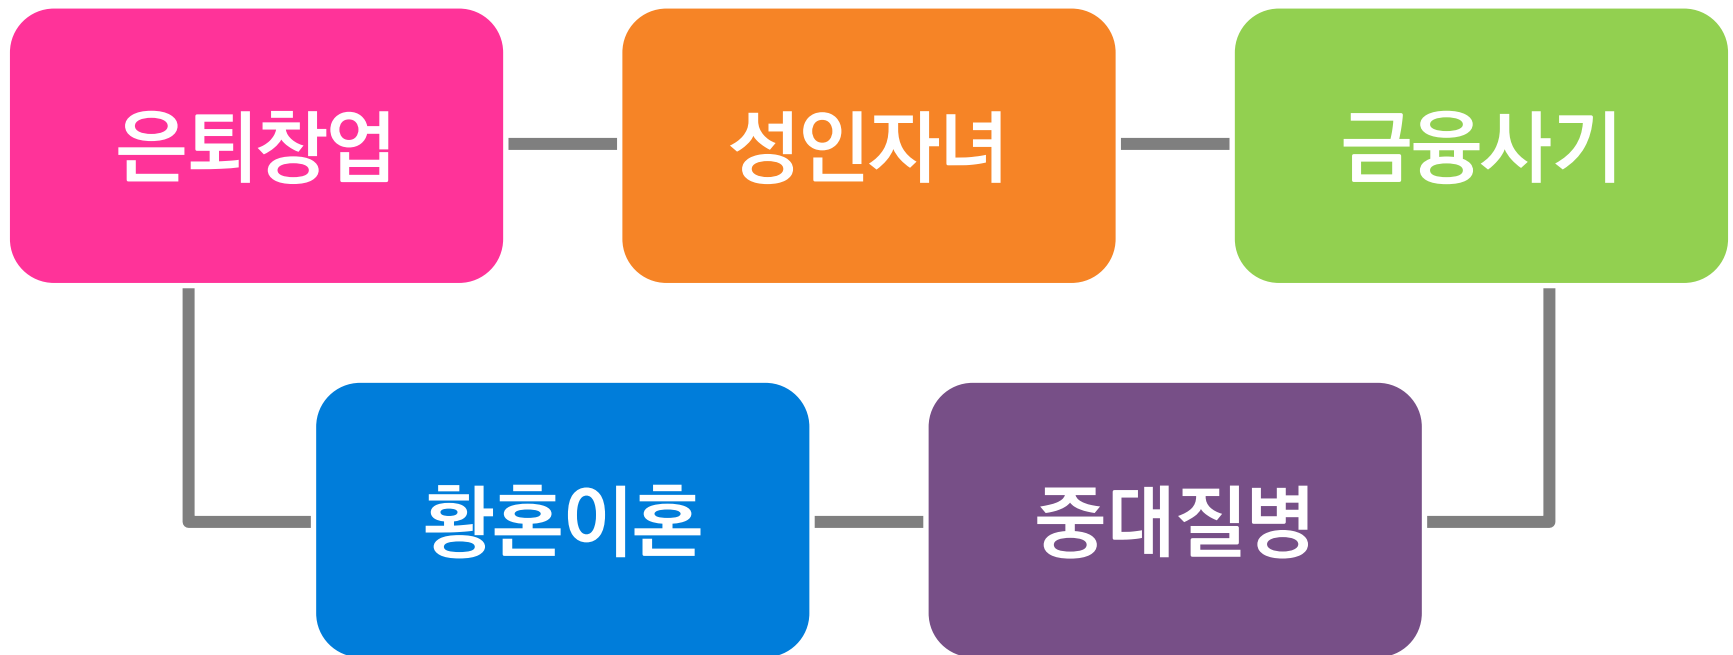 은퇴창업
성인자녀
금융사기
황혼이혼
중대질병